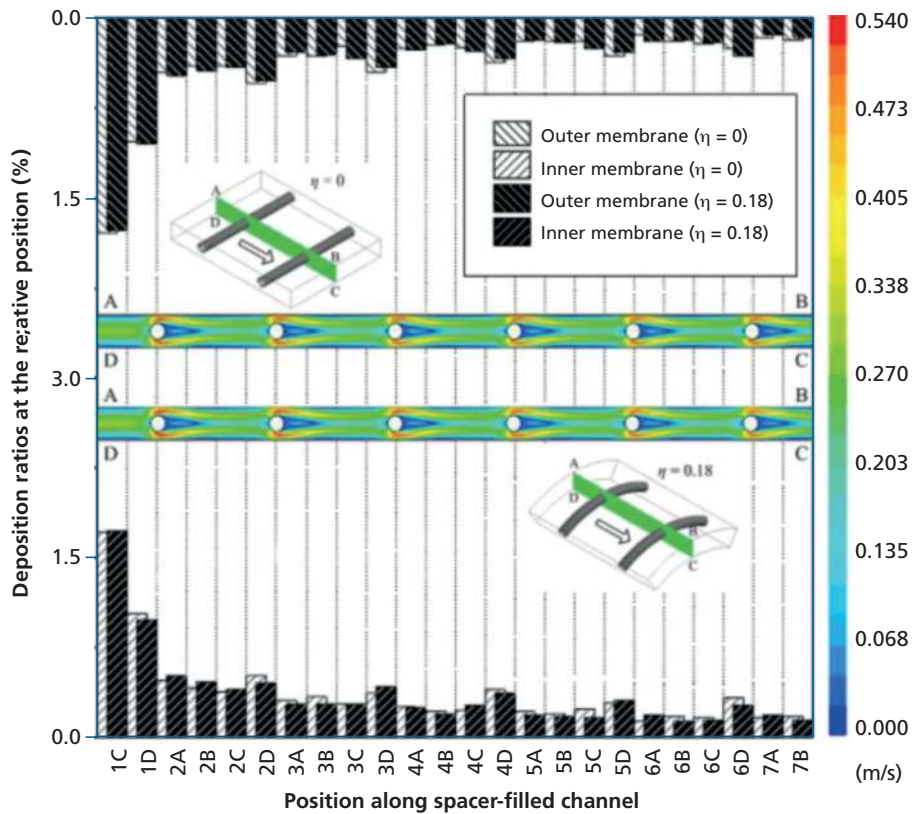 Deposition ratios at the re;ative position (%)
0.0
1.5
3.0
1.5
0.0
Outer membrane (η = 0)
Inner membrane (η = 0)
Outer membrane (η = 0.18)
Inner membrane (η = 0.18)
η = 0
A
D
B
C
A
B
D
C
A
B
D
C
η = 0.18
A
D
B
C
1C 1D 2A 2B 2C 2D 3A 3B 3C 3D 4A 4B 4C 4D 5A 5B 5C 5D 6A 6B 6C 6D 7A 7B
Position along spacer-filled channel
0.540
0.473
0.405
0.338
0.270
0.203
0.135
0.068
0.000
(m/s)